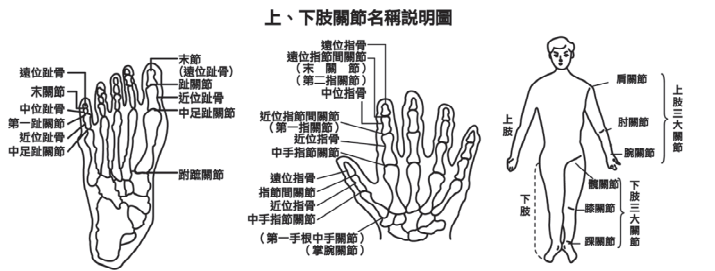 上、下肢關節名稱説明圖
遠位趾骨
末關節
中位趾骨
第一趾關節
近位趾骨
中足趾關節
末節
(遠位趾骨)
趾關節
近位趾骨
中足趾關節
跗蹠關節
遠位指骨
遠位指節間關節
(末關節)
(第二指關節)
中位指骨
近位指節間關節
(第一指關節)
近位指骨
中手指節關節
遠位指骨
指節間關節
近位指骨
中手指節關節
(第一手根中手關節)
(掌腕關節)
上肢
下肢
肩關節
肘關節
腕關節
上肢三大關節
髖關節
膝關節
踝關節
下肢三大關節